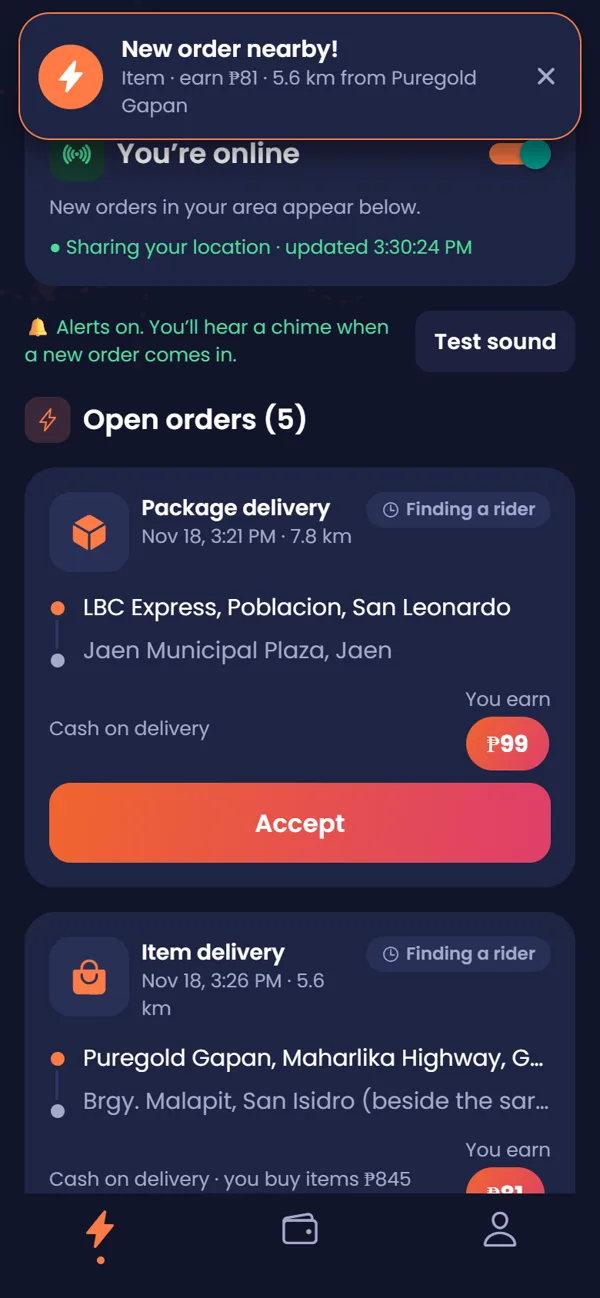 New order nearby!
Item · earn ₱81 · 5.6 km from Puregold
Gapan
You’re online
New orders in your area appear below.
● Sharing your location · updated 3:30:24 PM
🔔 Alerts on. You’ll hear a chime when
a new order comes in.
Test sound
Open orders (5)
Package delivery
Finding a rider
Nov 18, 3:21 PM · 7.8 km
LBC Express, Poblacion, San Leonardo
Jaen Municipal Plaza, Jaen
You earn
Cash on delivery
₱99
Accept
Item delivery
Finding a rider
Nov 18, 3:26 PM · 5.6
km
Puregold Gapan, Maharlika Highway, G…
Brgy. Malapit, San Isidro (beside the sar…
You earn
Cash on delivery · you buy items ₱845
₱81